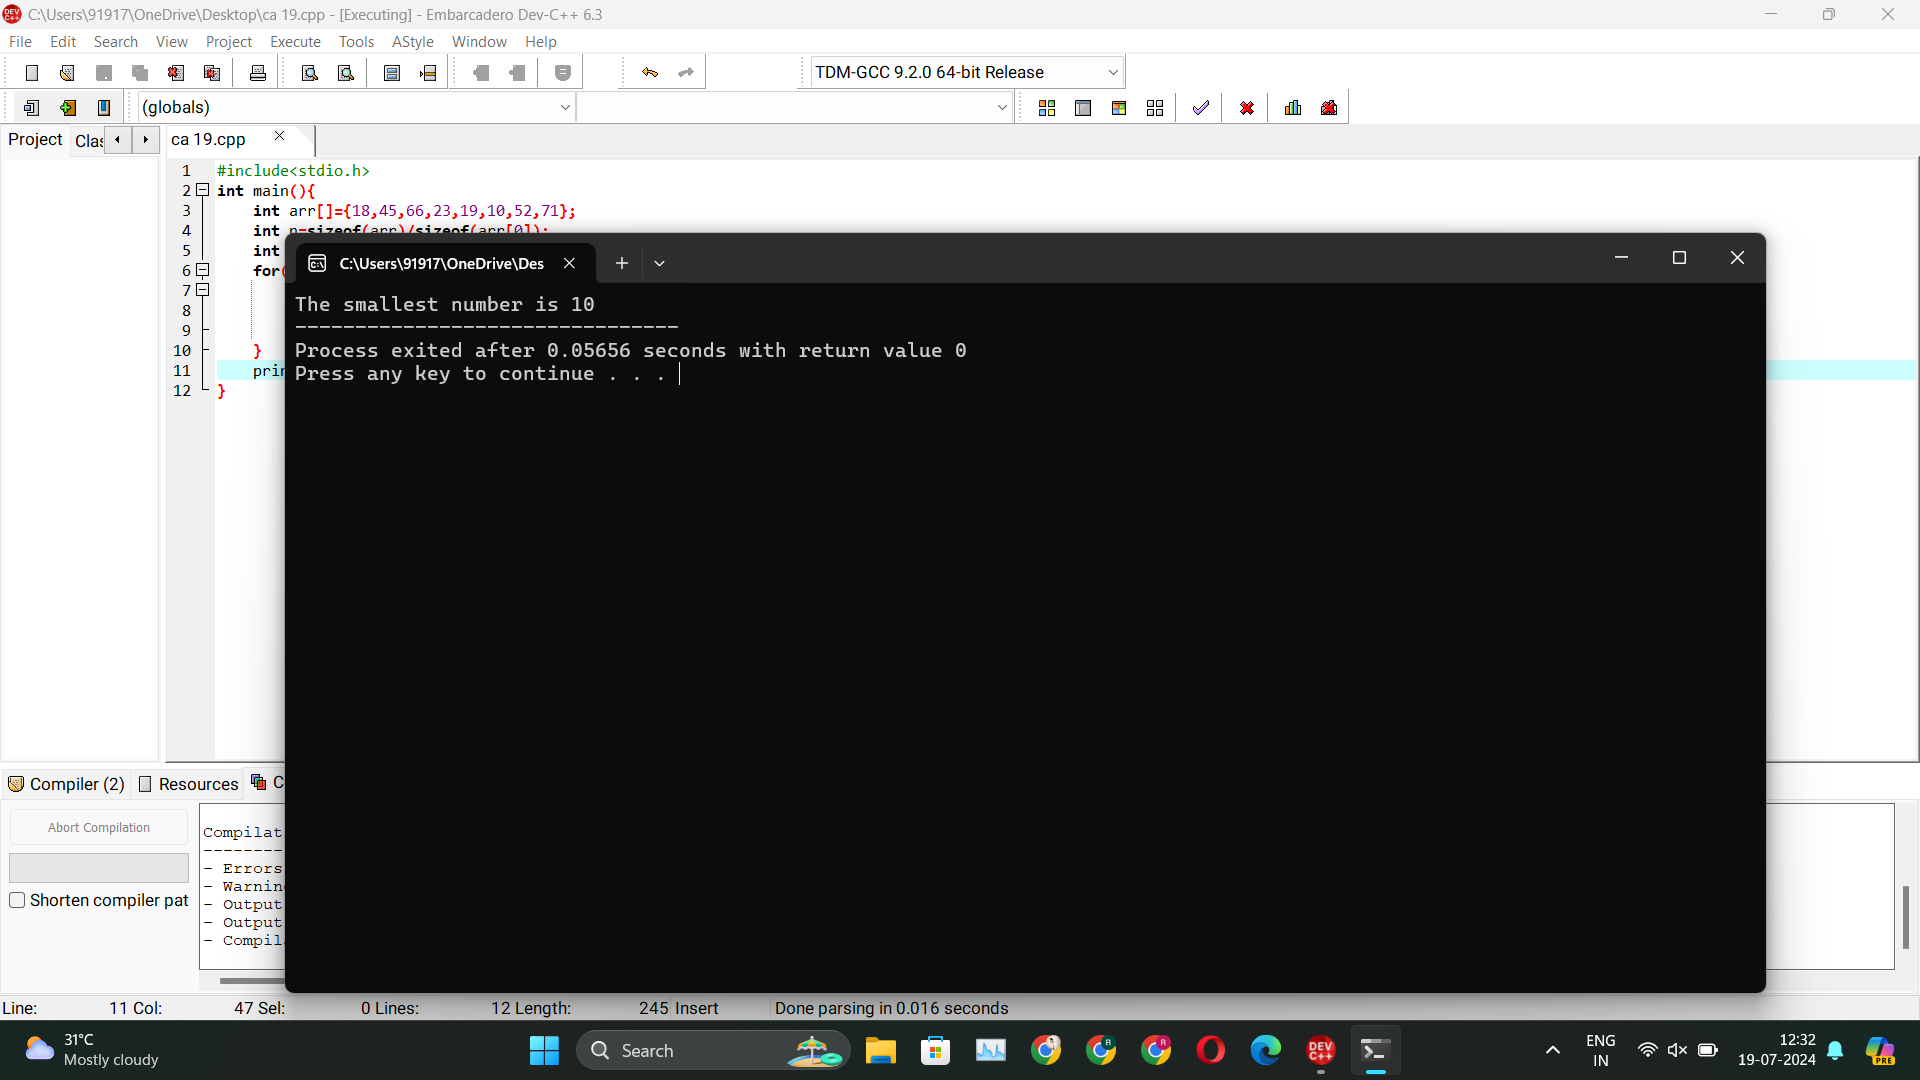 C:\Users\91917\OneDrive\Desktop\ca 19.cpp - [Executing] - Embarcadero Dev-C++ 6.3
File Edit Search View Project Execute Tools AStyle Window Help
TDM-GCC 9.2.0 64-bit Release
(globals)
Project Clas ca 19.cpp
1 #include<stdio.h>
2 int main(){
3 int arr[]={18,45,66,23,19,10,52,71};
4 int n=sizeof(arr)/sizeof(arr[0]);
5 int
6 for(
7
8
9
10 }
11 prin
12 }
C:\Users\91917\OneDrive\Des
The smallest number is 10
--------------------------------
Process exited after 0.05656 seconds with return value 0
Press any key to continue . . .
Compiler (2) Resources C
Abort Compilation
Shorten compiler pat
Compilat
--------
- Errors
- Warnin
- Output
- Output
- Compila
Line: 11 Col: 47 Sel: 0 Lines: 12 Length: 245 Insert Done parsing in 0.016 seconds
31°C
Mostly cloudy
Search
ENG
IN
12:32
19-07-2024
DEV
C++
PRE